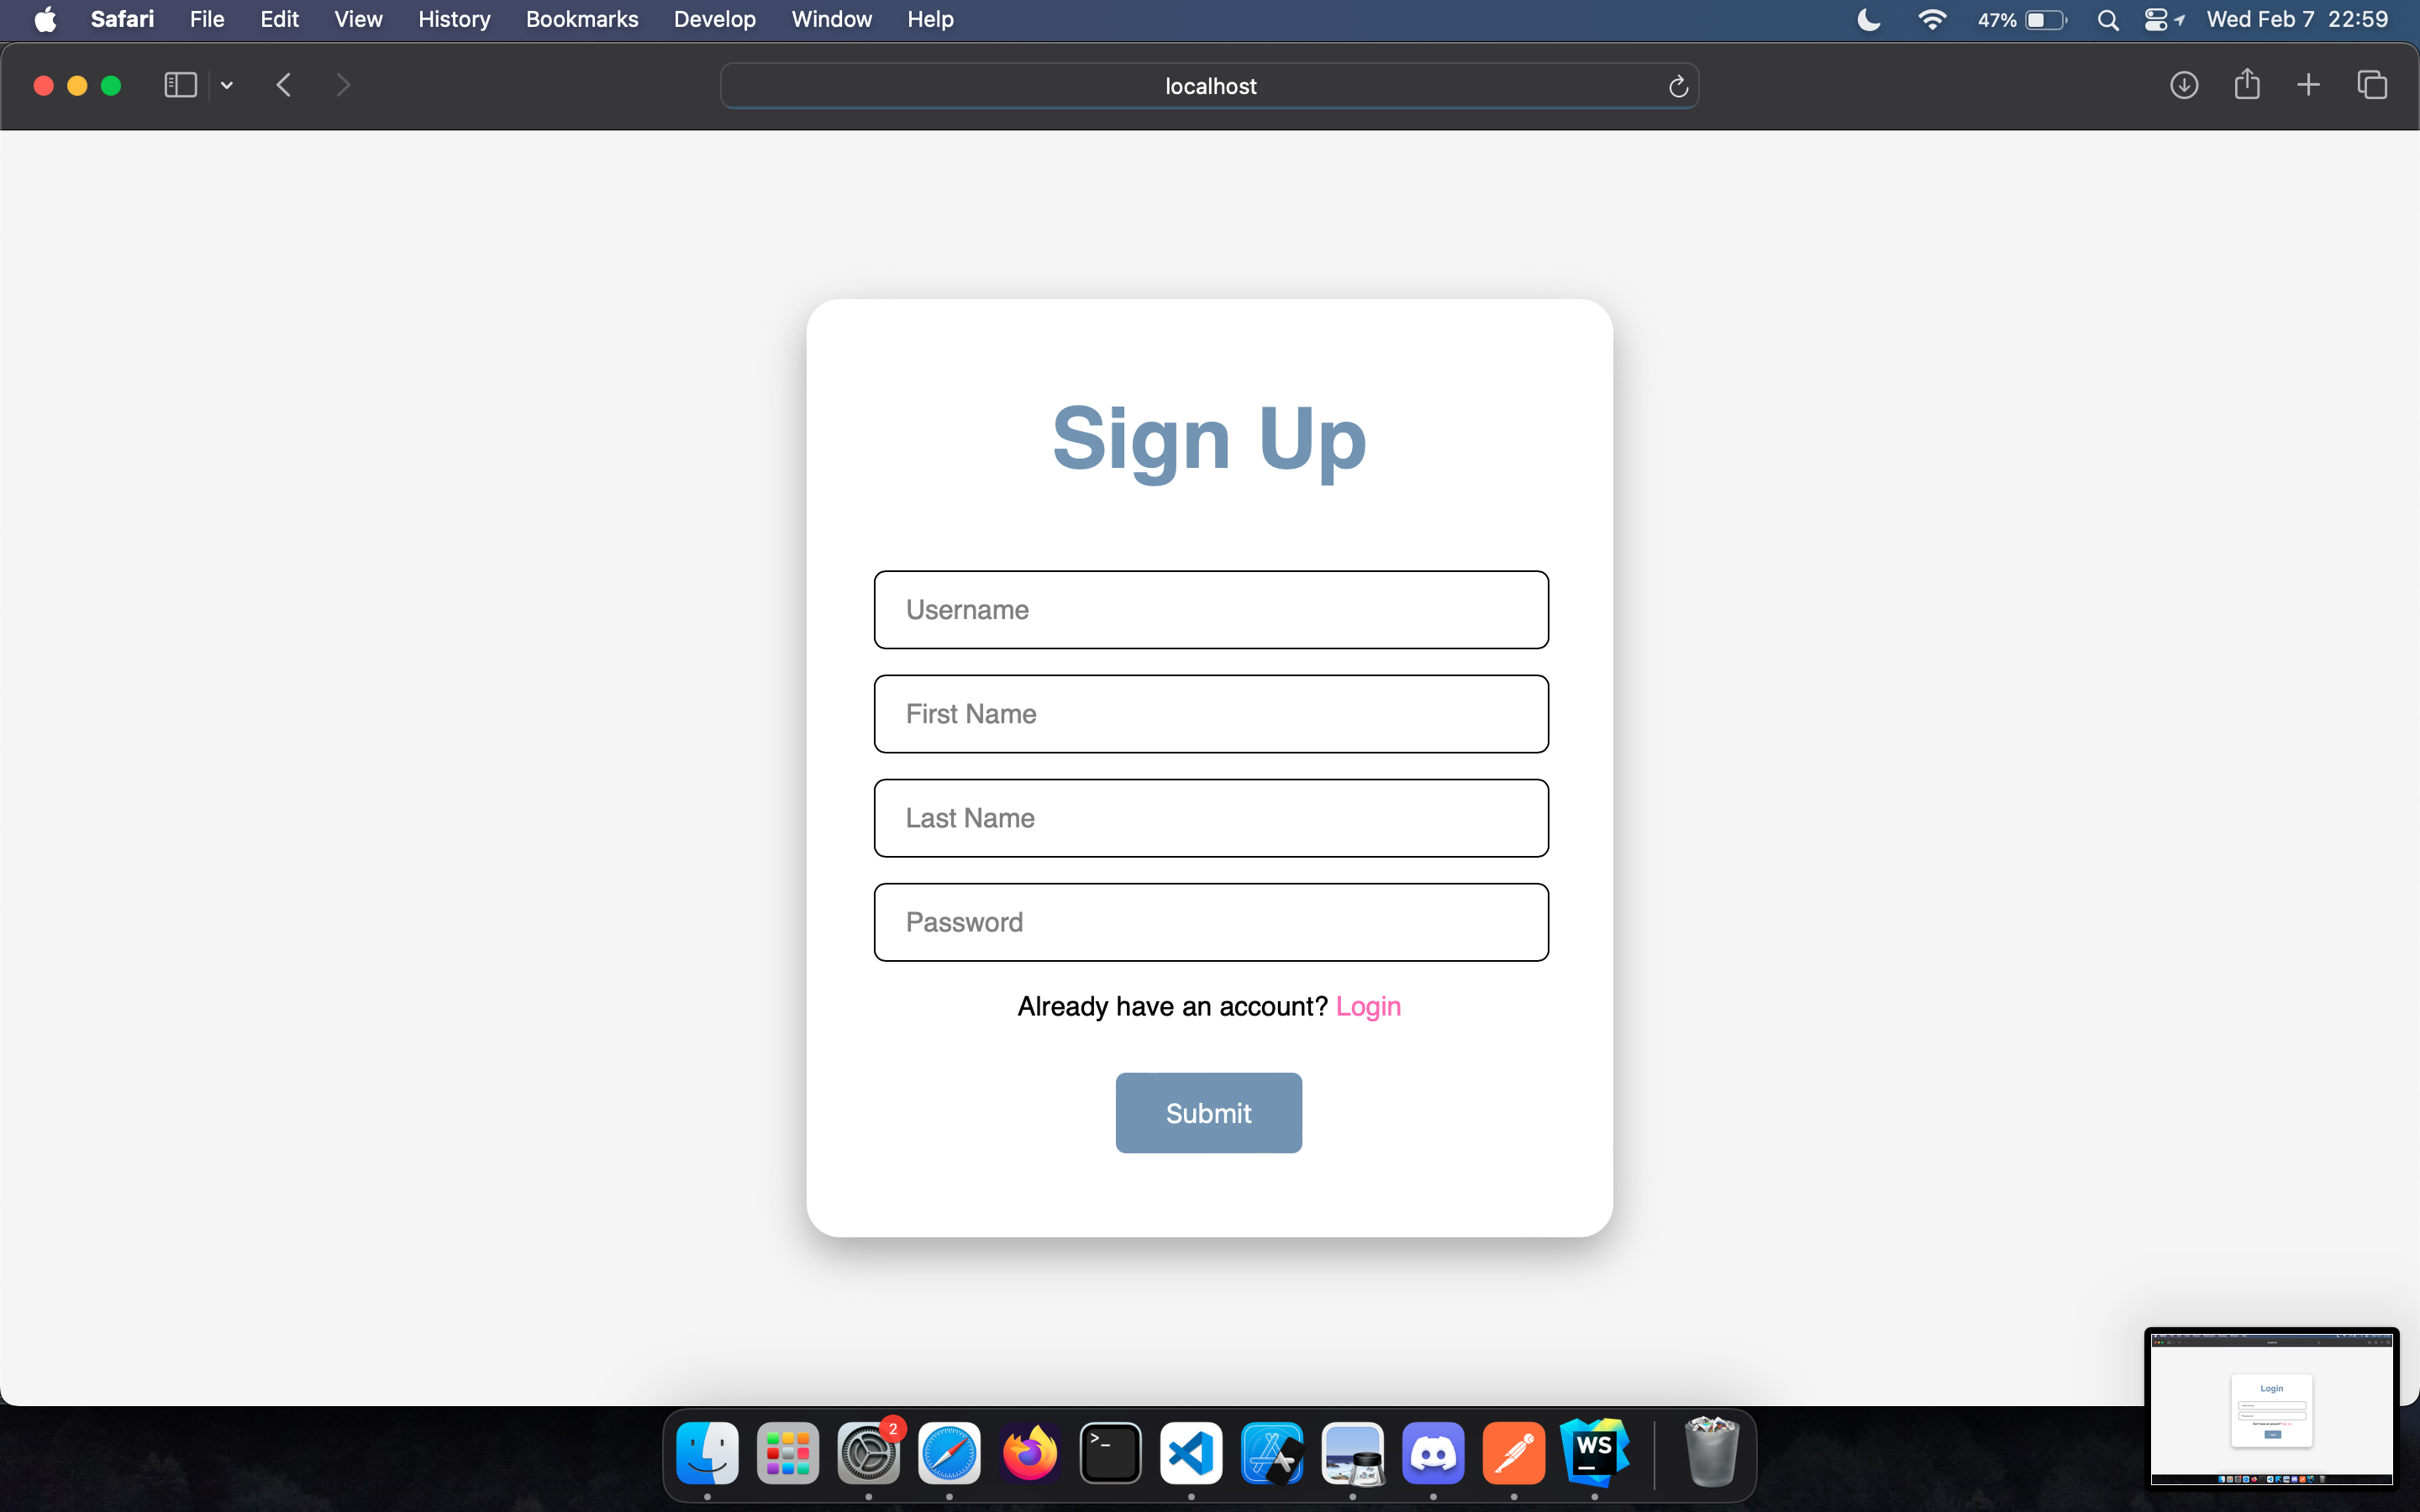 Safari File Edit View History Bookmarks Develop Window Help 47% Wed Feb 7 22:59
localhost
Sign Up
Username
First Name
Last Name
Password
Already have an account? Login
Submit
Login
2
>_
WS